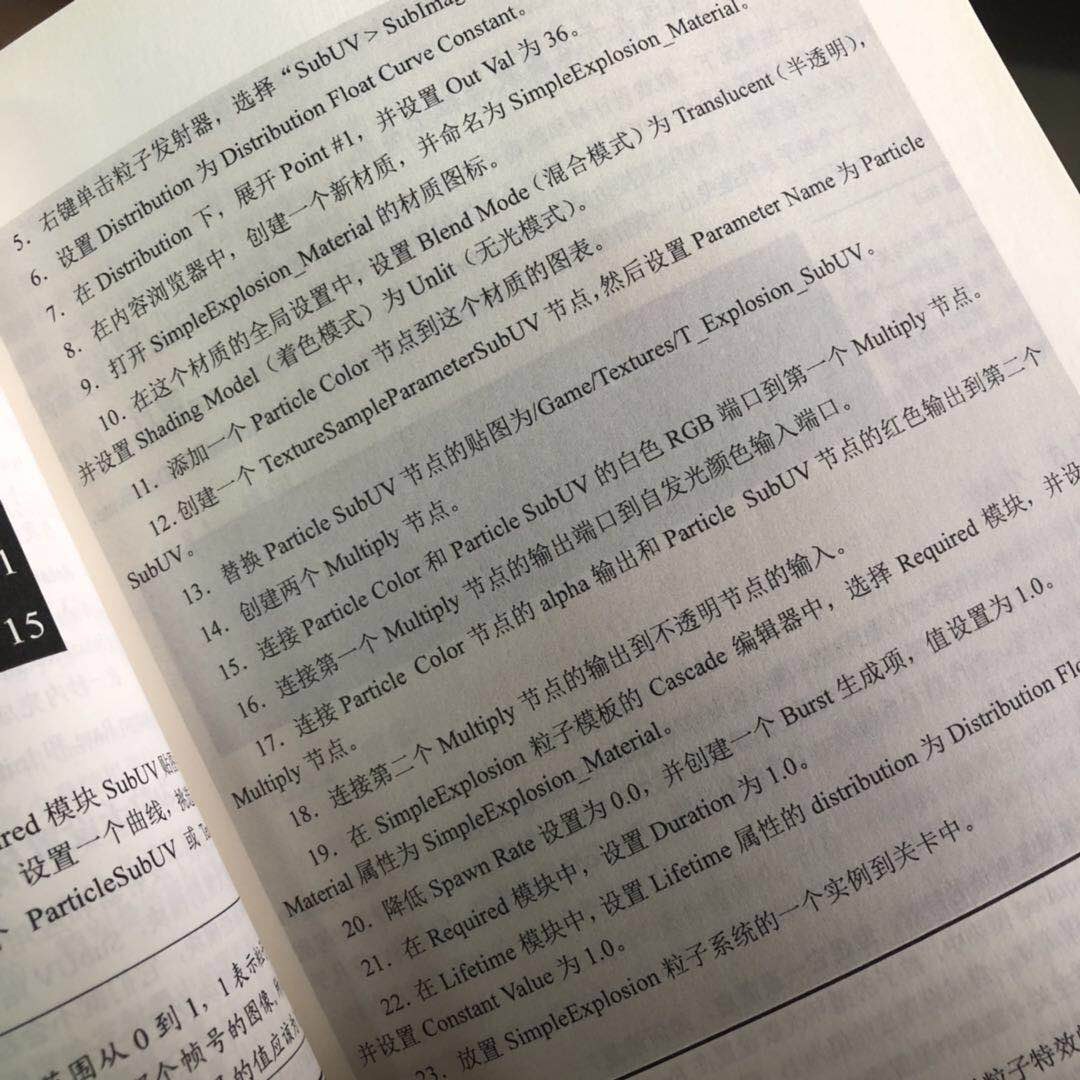 5. 右键单击粒子发射器，选择“SubUV > SubImag
6. 设置 Distribution 为 Distribution Float Curve Constant。
7. 在 Distribution 下，展开 Point #1，并设置 Out Val 为 36。
8. 在内容浏览器中，创建一个新材质，并命名为 SimpleExplosion_Material。
9. 打开 SimpleExplosion_Material 的材质图标。
10. 在这个材质的全局设置中，设置 Blend Mode（混合模式）为 Translucent（半透明），
并设置 Shading Model（着色模式）为 Unlit（无光模式）。
11. 添加一个 Particle Color 节点到这个材质的图表。
12. 创建一个 TextureSampleParameterSubUV 节点，然后设置 Parameter Name 为 Particle
SubUV。
13. 替换 Particle SubUV 节点的贴图为/Game/Textures/T_Explosion_SubUV。
14. 创建两个 Multiply 节点。
15. 连接 Particle Color 和 Particle SubUV 的白色 RGB 端口到第一个 Multiply 节点。
16. 连接第一个 Multiply 节点的输出端口到自发光颜色输入端口。
17. 连接 Particle Color 节点的 alpha 输出和 Particle SubUV 节点的红色输出到第二个
Multiply 节点。
18. 连接第二个 Multiply 节点的输出到不透明节点的输入。
19. 在 SimpleExplosion 粒子模板的 Cascade 编辑器中，选择 Required 模块，并设
Material 属性为 SimpleExplosion_Material。
20. 降低 Spawn Rate 设置为 0.0，并创建一个 Burst 生成项，值设置为 1.0。
21. 在 Required 模块中，设置 Duration 为 1.0。
22. 在 Lifetime 模块中，设置 Lifetime 属性的 distribution 为 Distribution Flo
并设置 Constant Value 为 1.0。
23. 放置 SimpleExplosion 粒子系统的一个实例到关卡中。
粒子特效
1
15
ired 模块 SubUV 贴
设置一个曲线，
ParticleSubUV 或
范围从 0 到 1，1 表示
个帧号的图像，
的值应该